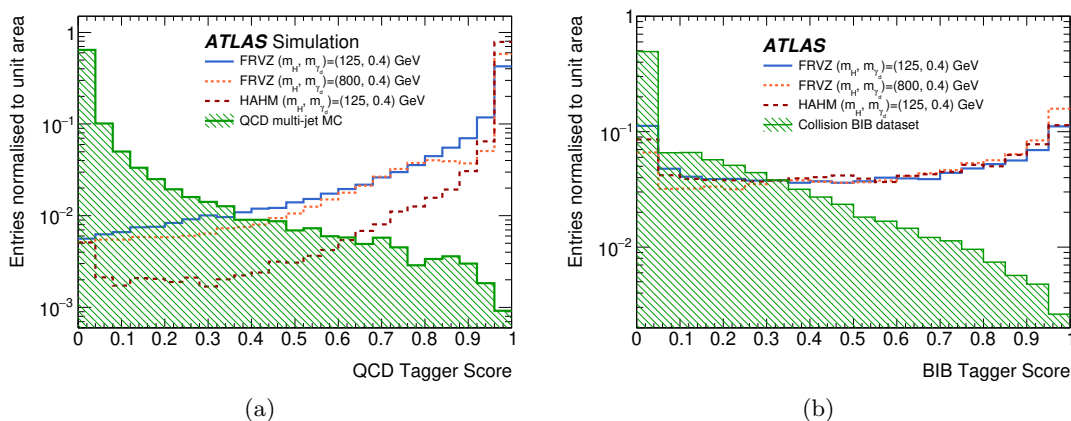 ATLAS Simulation
FRVZ (m_H, m_γd)=(125, 0.4) GeV
FRVZ (m_H, m_γd)=(800, 0.4) GeV
HAHM (m_H, m_γd)=(125, 0.4) GeV
QCD multi-jet MC
Entries normalised to unit area
1
10⁻¹
10⁻²
10⁻³
0 0.1 0.2 0.3 0.4 0.5 0.6 0.7 0.8 0.9 1
QCD Tagger Score
(a)
ATLAS
FRVZ (m_H, m_γd)=(125, 0.4) GeV
FRVZ (m_H, m_γd)=(800, 0.4) GeV
HAHM (m_H, m_γd)=(125, 0.4) GeV
Collision BIB dataset
Entries normalised to unit area
1
10⁻¹
10⁻²
0 0.1 0.2 0.3 0.4 0.5 0.6 0.7 0.8 0.9 1
BIB Tagger Score
(b)